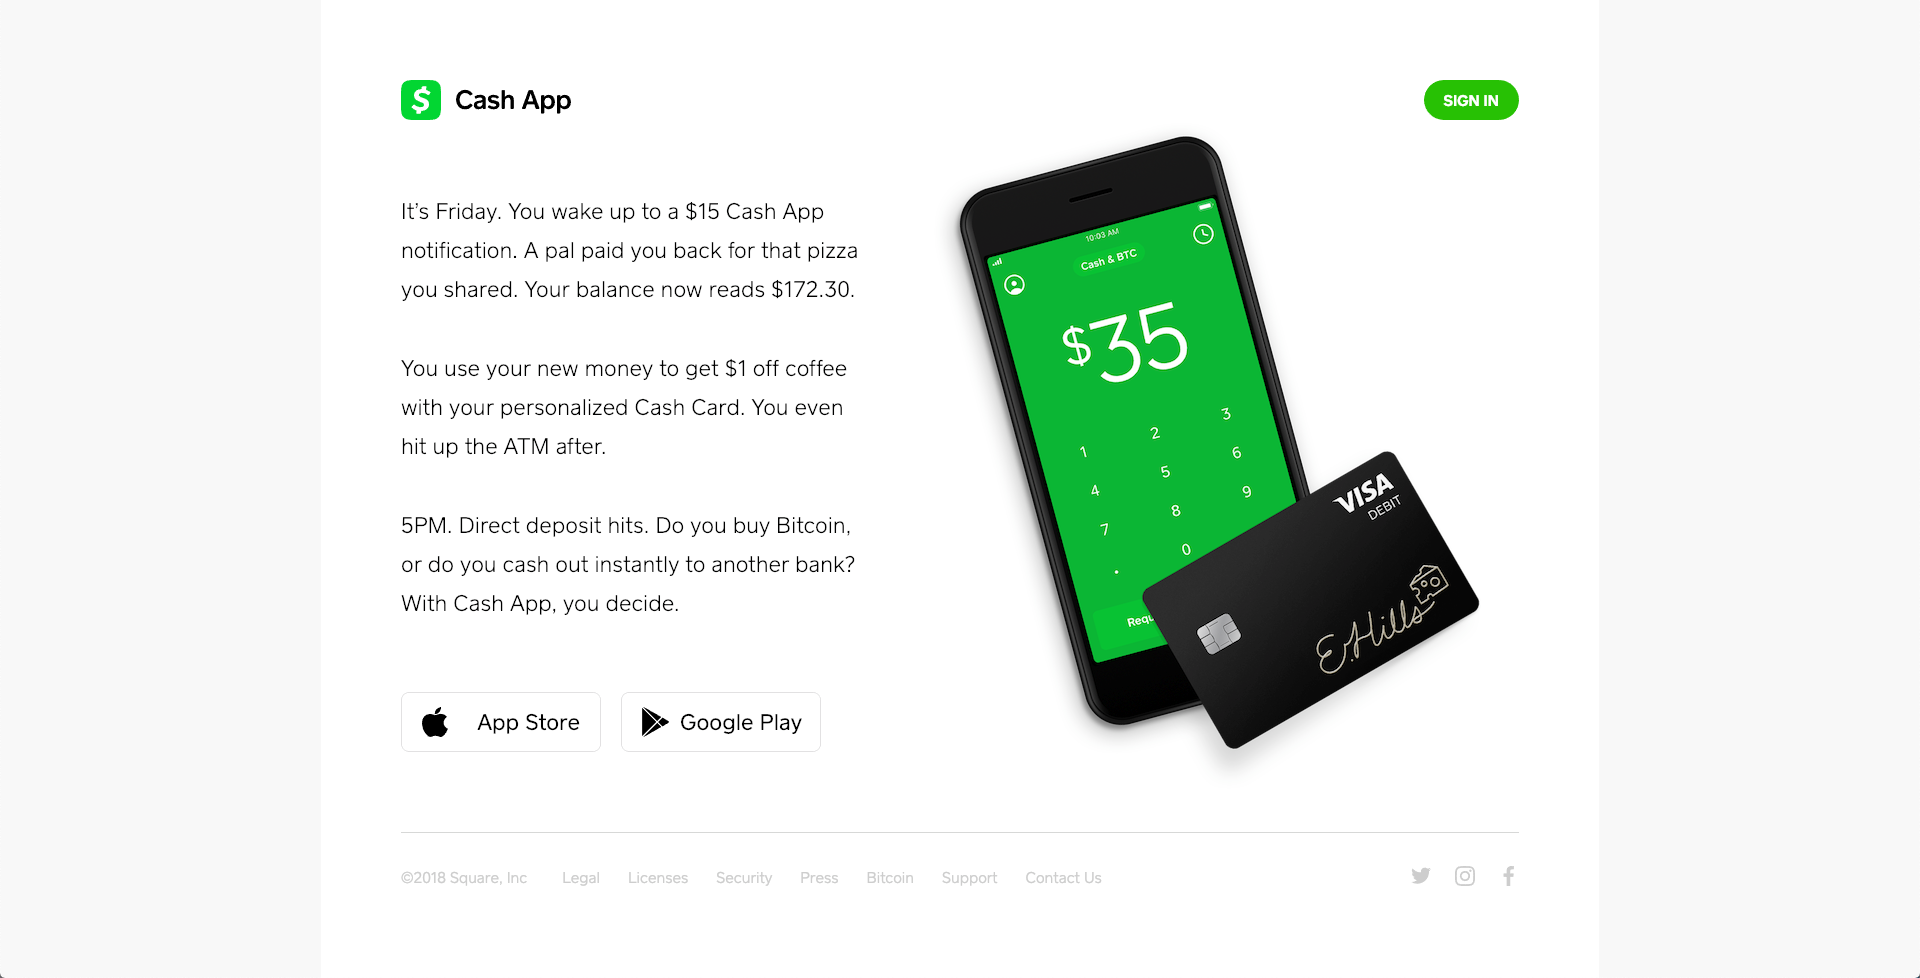 Cash App
SIGN IN
It’s Friday. You wake up to a $15 Cash App
notification. A pal paid you back for that pizza
you shared. Your balance now reads $172.30.
You use your new money to get $1 off coffee
with your personalized Cash Card. You even
hit up the ATM after.
5PM. Direct deposit hits. Do you buy Bitcoin,
or do you cash out instantly to another bank?
With Cash App, you decide.
App Store
Google Play
10:03 AM
Cash & BTC
$35
1 2 3
4 5 6
7 8 9
. 0
Requ
VISA
DEBIT
E.Hills
©2018 Square, Inc Legal Licenses Security Press Bitcoin Support Contact Us